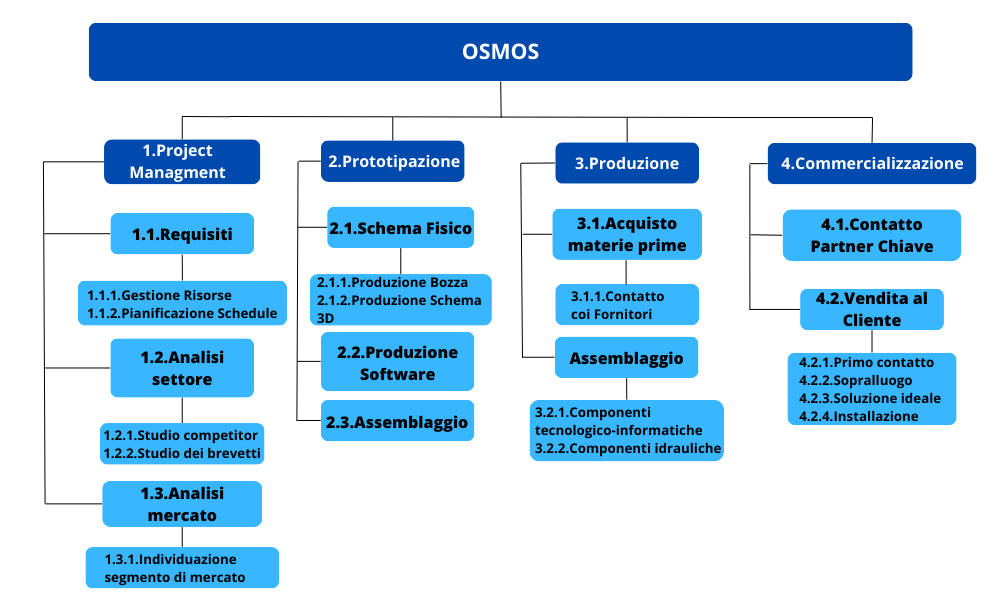 OSMOS
1.Project
Managment
1.1.Requisiti
1.1.1.Gestione Risorse
1.1.2.Pianificazione Schedule
1.2.Analisi
settore
1.2.1.Studio competitor
1.2.2.Studio dei brevetti
1.3.Analisi
mercato
1.3.1.Individuazione
segmento di mercato
2.Prototipazione
2.1.Schema Fisico
2.1.1.Produzione Bozza
2.1.2.Produzione Schema
3D
2.2.Produzione
Software
2.3.Assemblaggio
3.Produzione
3.1.Acquisto
materie prime
3.1.1.Contatto
coi Fornitori
Assemblaggio
3.2.1.Componenti
tecnologico-informatiche
3.2.2.Componenti idrauliche
4.Commercializzazione
4.1.Contatto
Partner Chiave
4.2.Vendita al
Cliente
4.2.1.Primo contatto
4.2.2.Sopralluogo
4.2.3.Soluzione ideale
4.2.4.Installazione